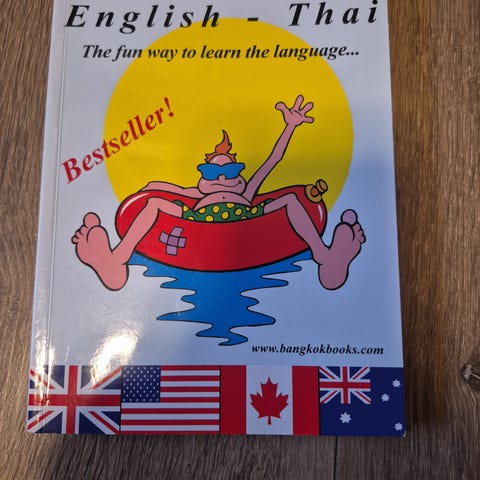 English - Thai
The fun way to learn the language...
Bestseller!
www.bangkokbooks.com